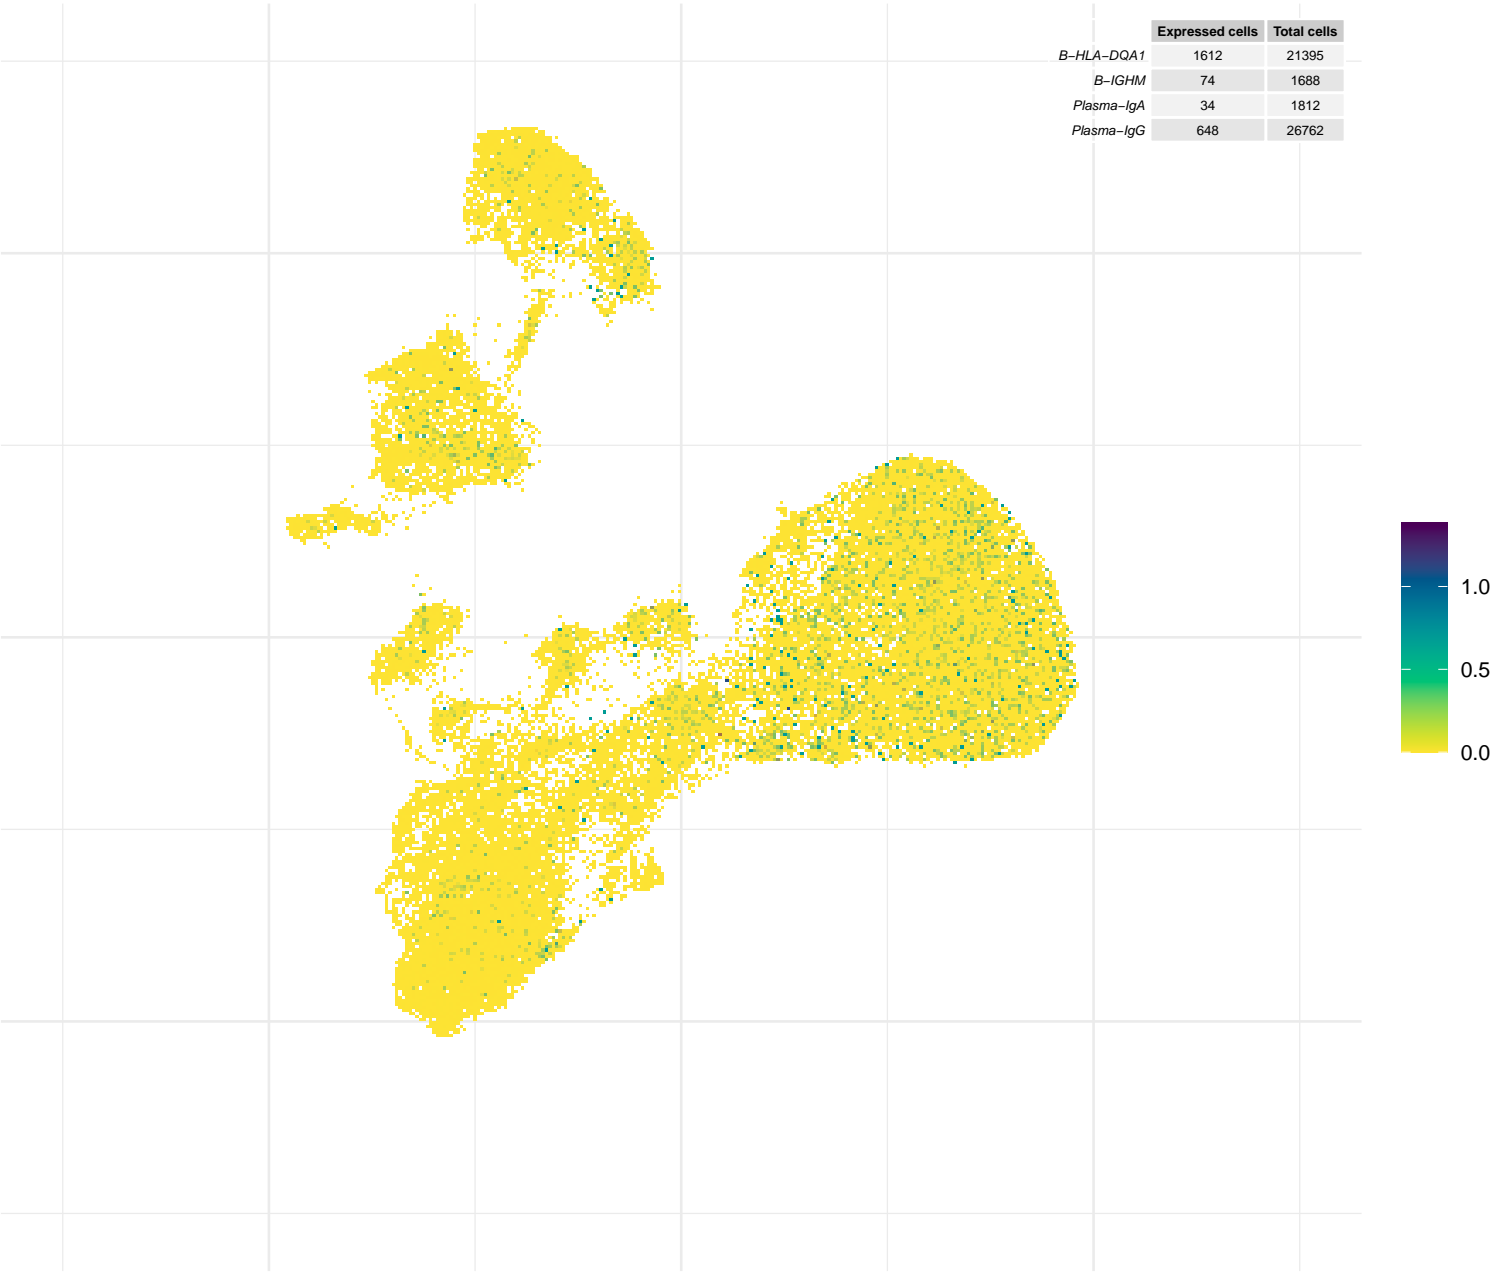 Expressed cells Total cells
B−HLA−DQA1 1612 21395
B−IGHM 74 1688
Plasma−IgA 34 1812
Plasma−IgG 648 26762
1.0
0.5
0.0